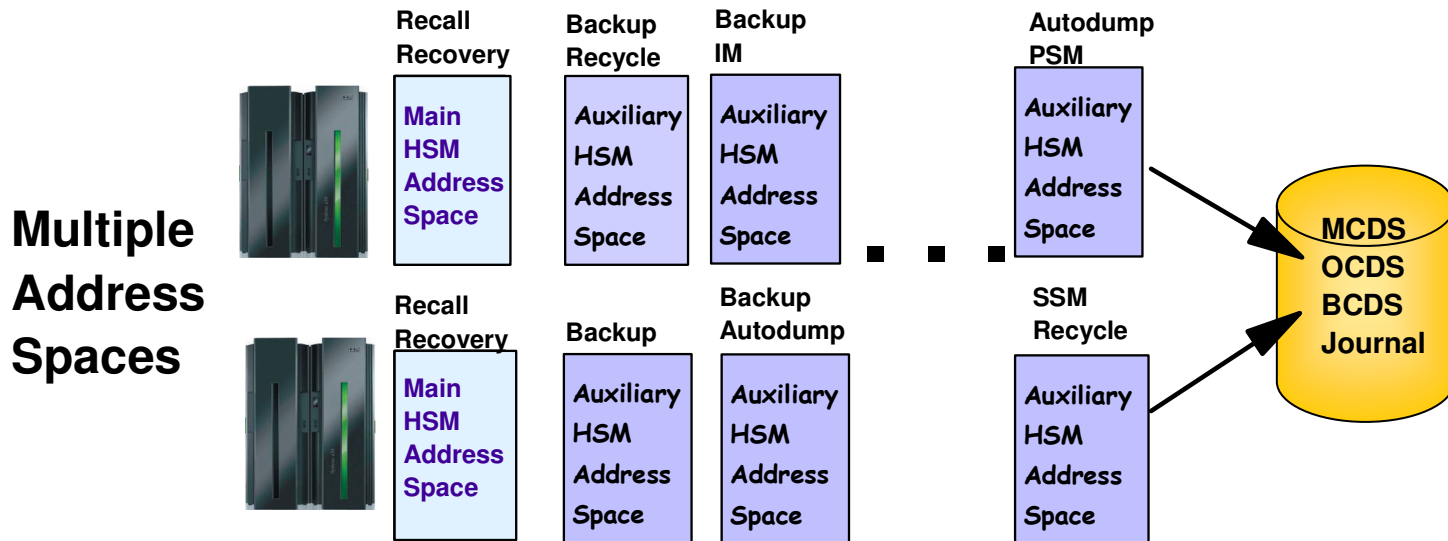 Multiple
Address
Spaces
Recall
Recovery
Main
HSM
Address
Space
Backup
Recycle
Auxiliary
HSM
Address
Space
Backup
IM
Auxiliary
HSM
Address
Space
Autodump
PSM
Auxiliary
HSM
Address
Space
Recall
Recovery
Main
HSM
Address
Space
Backup
Auxiliary
HSM
Address
Space
Backup
Autodump
Auxiliary
HSM
Address
Space
SSM
Recycle
Auxiliary
HSM
Address
Space
MCDS
OCDS
BCDS
Journal